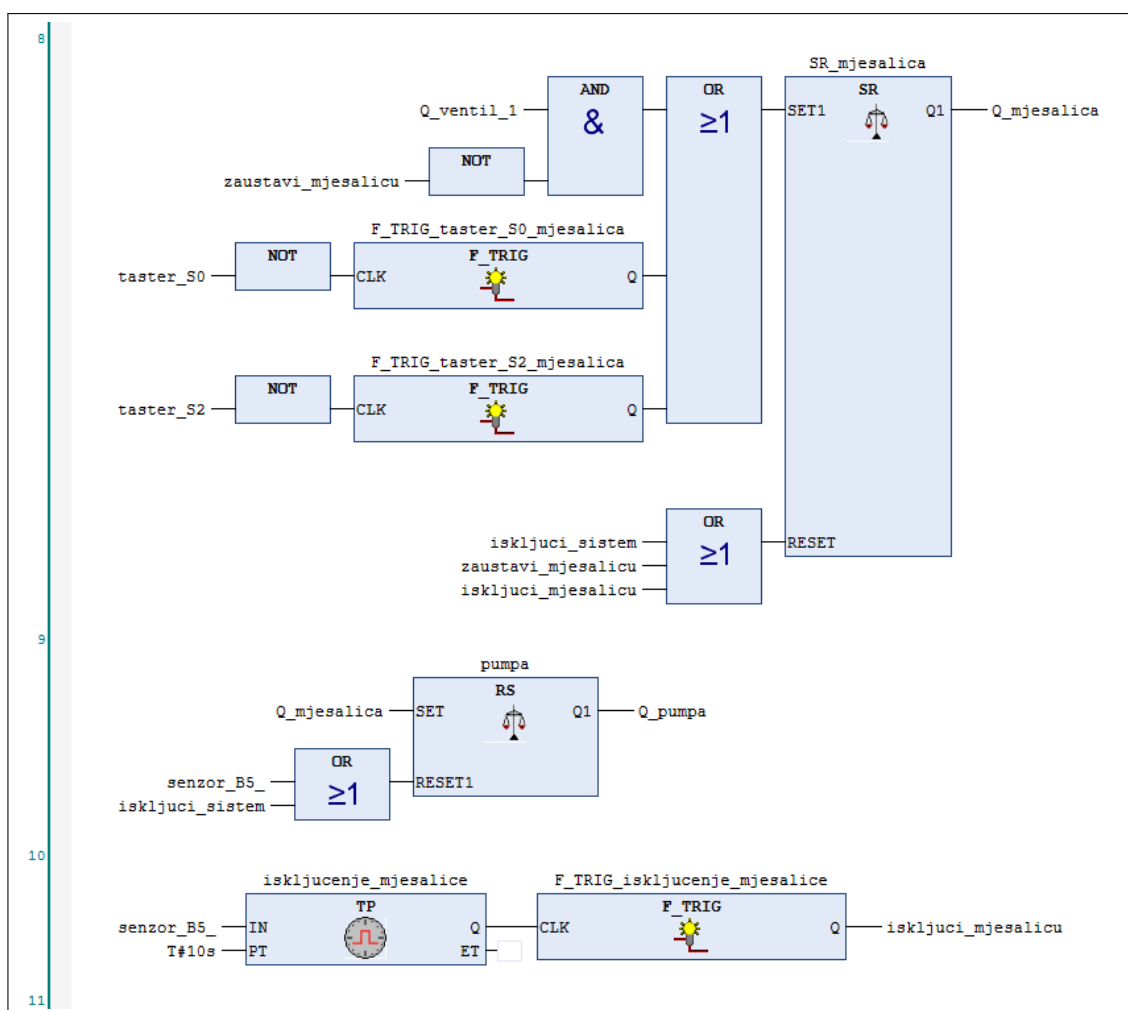 8
SR_mjesalica
AND
OR
SR
Q_ventil_1
&
≥1
SET1
Q1
Q_mjesalica
NOT
zaustavi_mjesalicu
F_TRIG_taster_S0_mjesalica
NOT
F_TRIG
taster_S0
CLK
Q
F_TRIG_taster_S2_mjesalica
NOT
F_TRIG
taster_S2
CLK
Q
OR
iskljuci_sistem
≥1
RESET
zaustavi_mjesalicu
iskljuci_mjesalicu
9
pumpa
RS
Q_mjesalica
SET
Q1
Q_pumpa
OR
senzor_B5_
≥1
RESET1
iskljuci_sistem
10
iskljucenje_mjesalice
F_TRIG_iskljucenje_mjesalice
TP
F_TRIG
senzor_B5_
IN
Q
CLK
Q
iskljuci_mjesalicu
T#10s
PT
ET
11